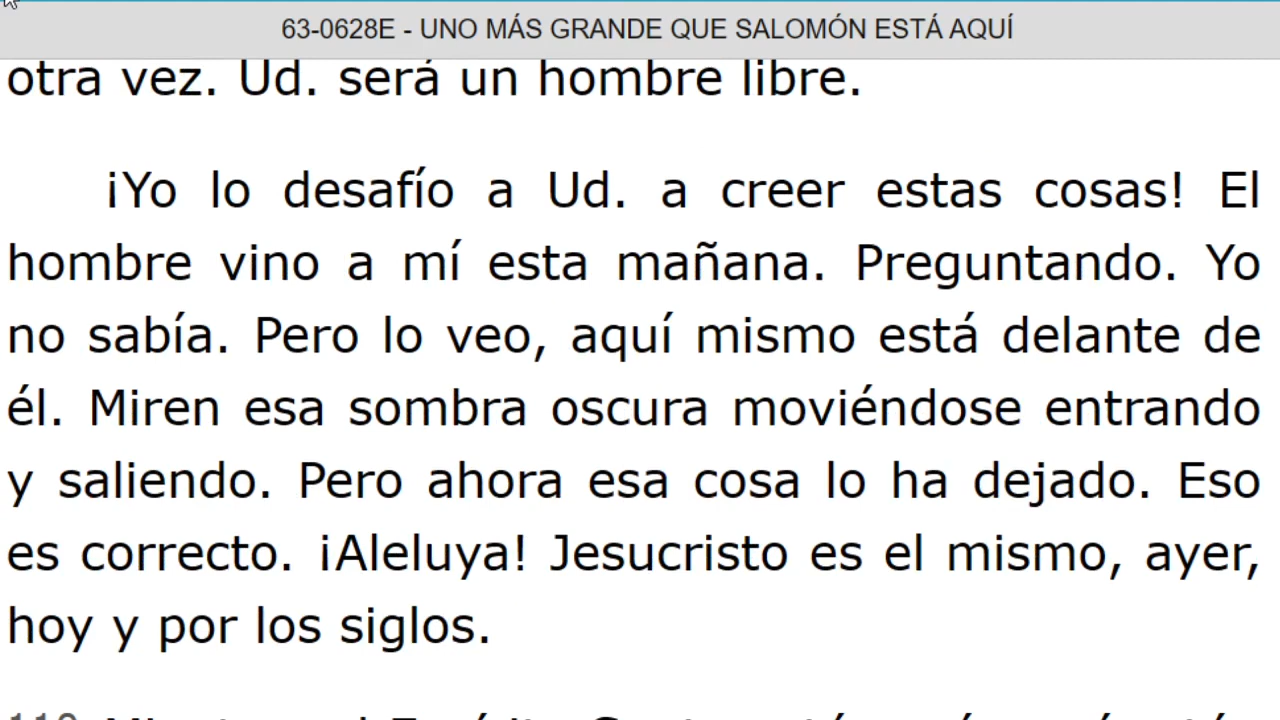 63-0628E - UNO MÁS GRANDE QUE SALOMÓN ESTÁ AQUÍ
otra vez. Ud. será un hombre libre.
¡Yo lo desafío a Ud. a creer estas cosas! El
hombre vino a mí esta mañana. Preguntando. Yo
no sabía. Pero lo veo, aquí mismo está delante de
él. Miren esa sombra oscura moviéndose entrando
y saliendo. Pero ahora esa cosa lo ha dejado. Eso
es correcto. ¡Aleluya! Jesucristo es el mismo, ayer,
hoy y por los siglos.